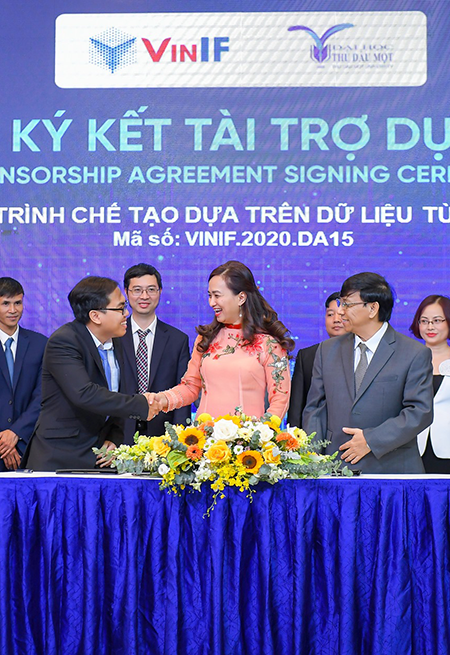 VINIF
ĐẠI HỌC
THỦ DẦU MỘT
KÝ KẾT TÀI TRỢ DỰ
NSORSHIP AGREEMENT SIGNING CER
TRÌNH CHẾ TẠO DỰA TRÊN DỮ LIỆU TỪ
Mã số: VINIF.2020.DA15